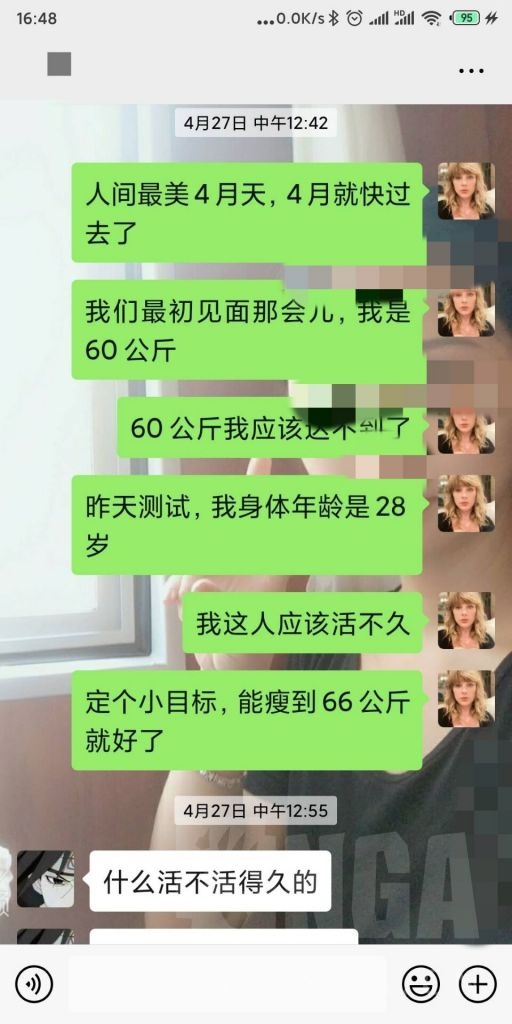 16:48
...0.0K/s
HD
95
4月27日 中午12:42
人间最美4月天，4月就快过
去了
我们最初见面那会儿，我是
60公斤
60公斤我应该达不到了
昨天测试，我身体年龄是28
岁
我这人应该活不久
定个小目标，能瘦到66公斤
就好了
4月27日 中午12:55
什么活不活得久的
NGA